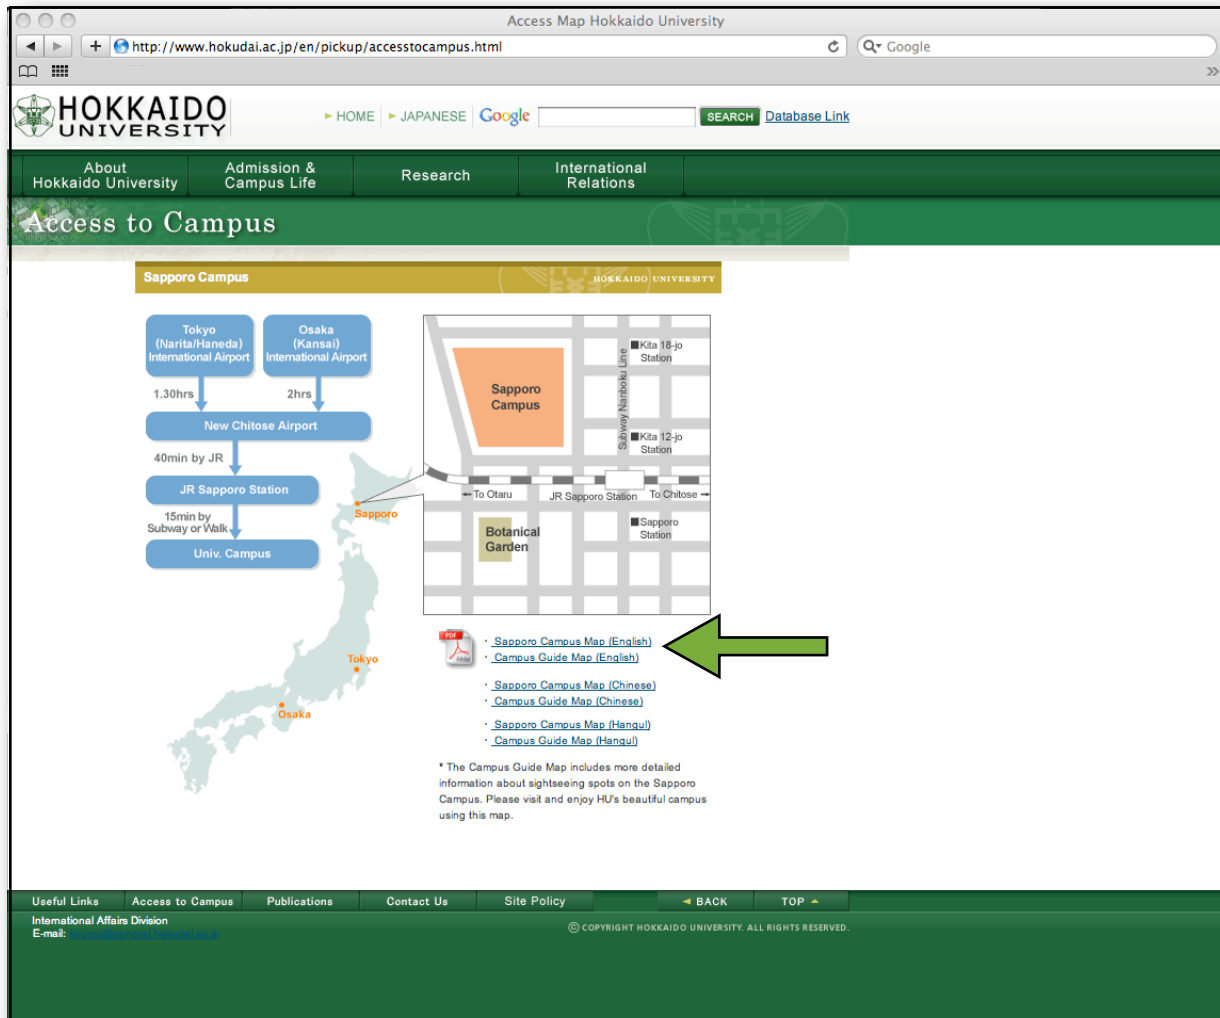 Access Map Hokkaido University
http://www.hokudai.ac.jp/en/pickup/accesstocampus.html
Google
HOKKAIDO
UNIVERSITY
HOME
JAPANESE
Google
SEARCH
Database Link
About
Hokkaido University
Admission &
Campus Life
Research
International
Relations
Access to Campus
Sapporo Campus
HOKKAIDO UNIVERSITY
Tokyo
(Narita/Haneda)
International Airport
Osaka
(Kansai)
International Airport
1.30hrs
2hrs
New Chitose Airport
40min by JR
JR Sapporo Station
15min by
Subway or Walk
Univ. Campus
Sapporo
Tokyo
Osaka
Sapporo
Campus
Subway Nanboku Line
Kita 18-jo
Station
Kita 12-jo
Station
To Otaru
JR Sapporo Station
To Chitose
Sapporo
Station
Botanical
Garden
PDF
Adobe
· Sapporo Campus Map (English)
· Campus Guide Map (English)
· Sapporo Campus Map (Chinese)
· Campus Guide Map (Chinese)
· Sapporo Campus Map (Hangul)
· Campus Guide Map (Hangul)
* The Campus Guide Map includes more detailed
information about sightseeing spots on the Sapporo
Campus. Please visit and enjoy HU's beautiful campus
using this map.
Useful Links
Access to Campus
Publications
Contact Us
Site Policy
BACK
TOP
International Affairs Division
E-mail:
© COPYRIGHT HOKKAIDO UNIVERSITY. ALL RIGHTS RESERVED.